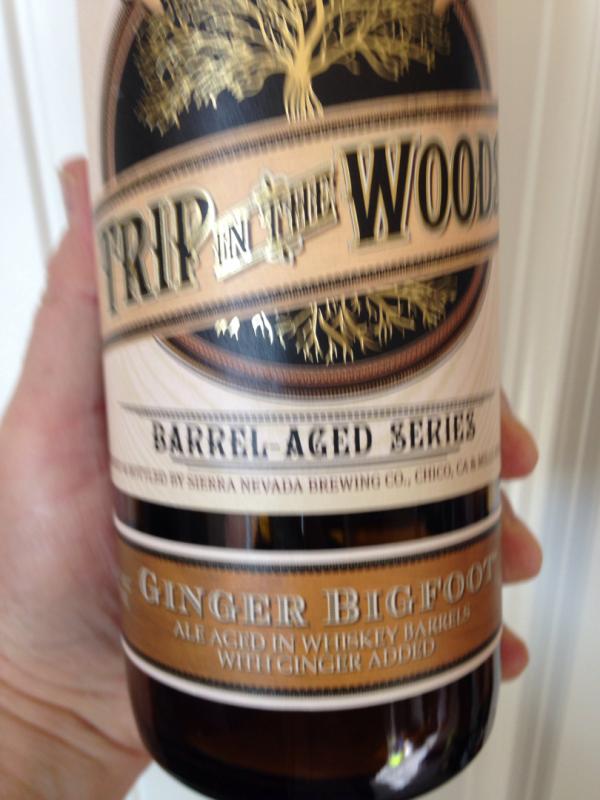 TRIP IN THE WOODS
BARREL-AGED SERIES
BOTTLED BY SIERRA NEVADA BREWING CO., CHICO, CA &
GINGER BIGFOOT
ALE AGED IN WHISKEY BARRELS
WITH GINGER ADDED